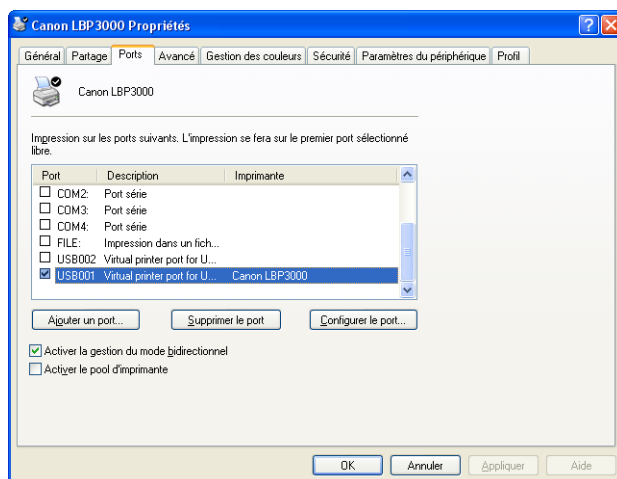 Canon LBP3000 Propriétés
Général Partage Ports Avancé Gestion des couleurs Sécurité Paramètres du périphérique Profil
Canon LBP3000
Impression sur les ports suivants. L'impression se fera sur le premier port sélectionné
libre.
Port Description Imprimante
COM2: Port série
COM3: Port série
COM4: Port série
FILE: Impression dans un fich...
USB002 Virtual printer port for U...
USB001 Virtual printer port for U... Canon LBP3000
Ajouter un port... Supprimer le port Configurer le port...
Activer la gestion du mode bidirectionnel
Activer le pool d'imprimante
OK Annuler Appliquer Aide